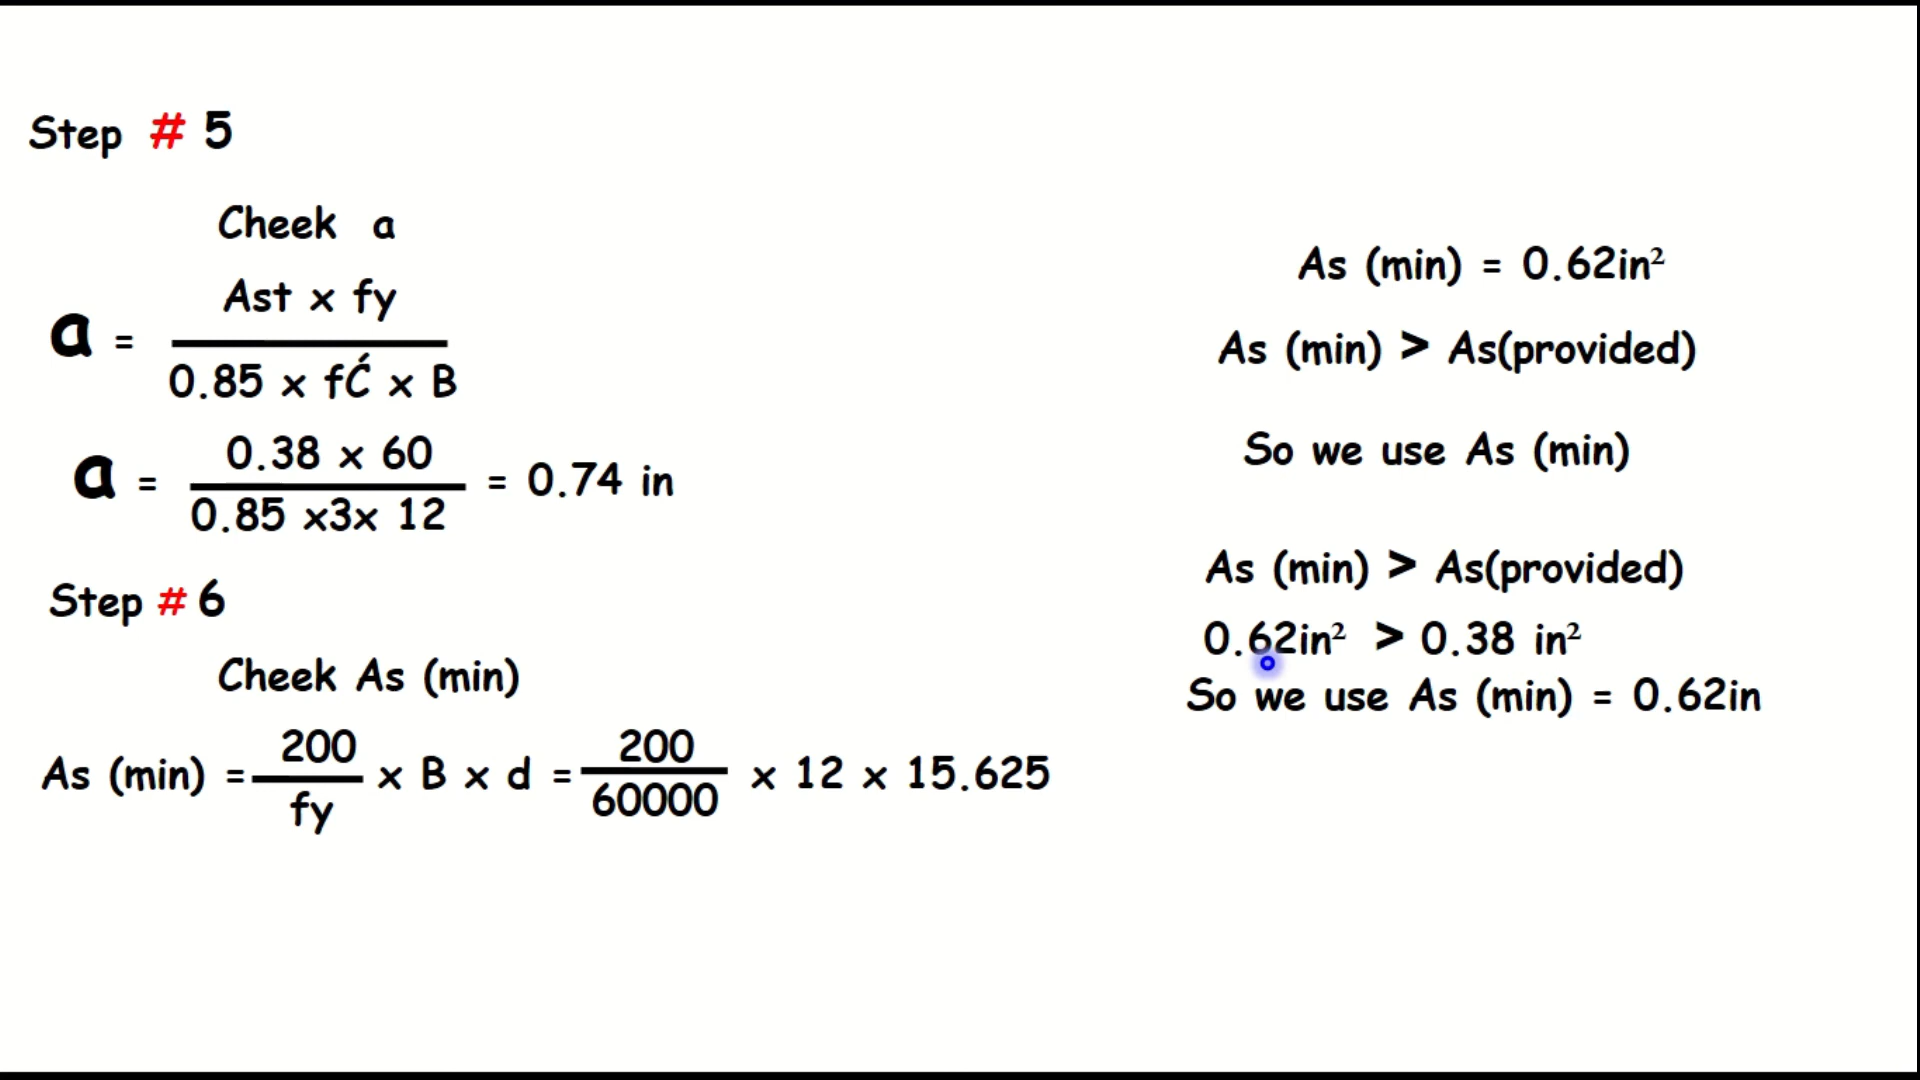 Step # 5
Cheek a
Ast x fy
a =
0.85 x fĆ x B
0.38 x 60
a = = 0.74 in
0.85 x3x 12
Step # 6
Cheek As (min)
200 200
As (min) = x B x d = x 12 x 15.625
fy 60000
As (min) = 0.62in²
As (min) > As(provided)
So we use As (min)
As (min) > As(provided)
0.62in² > 0.38 in²
So we use As (min) = 0.62in